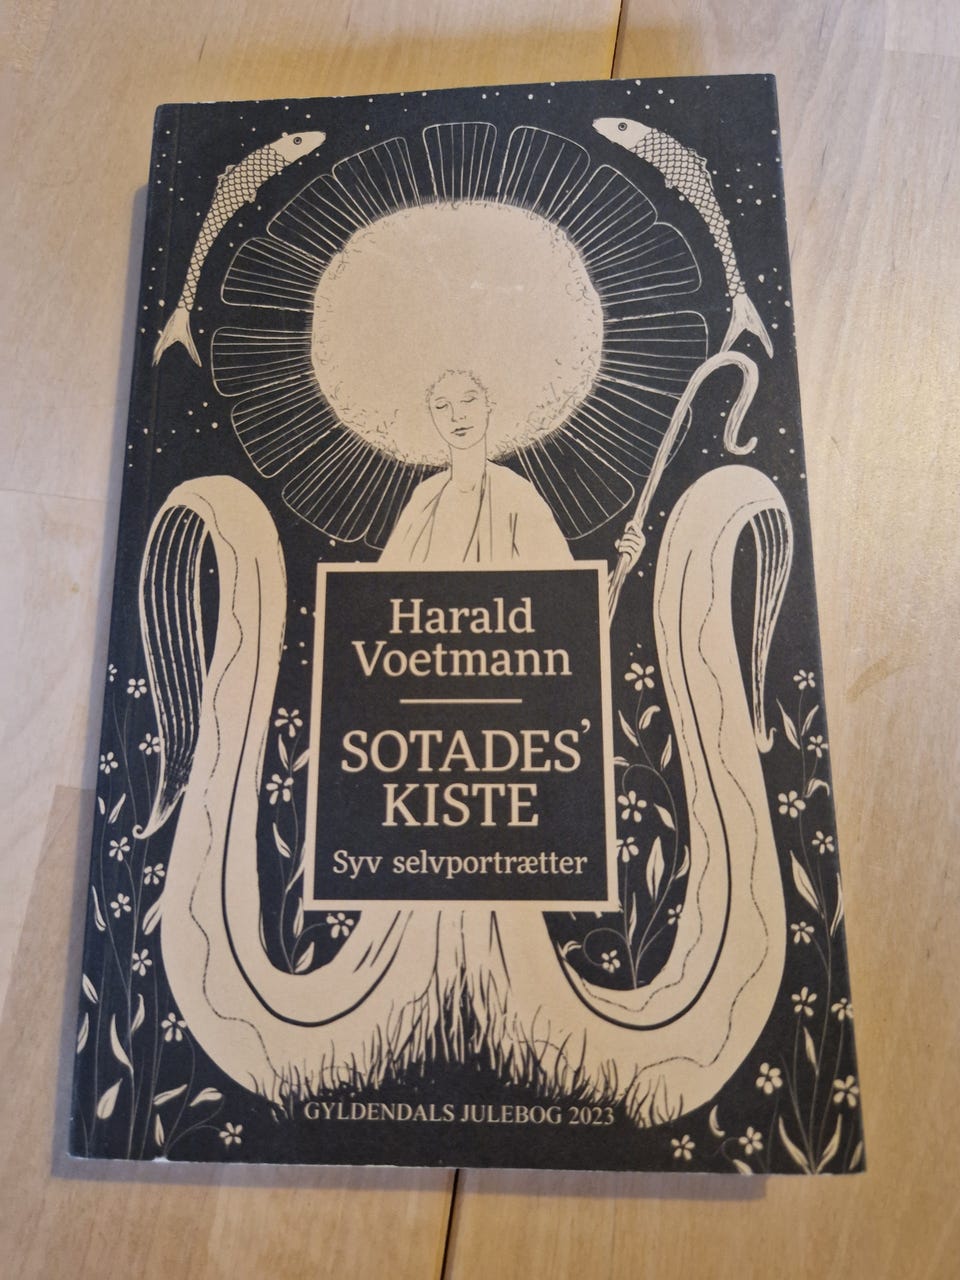 Harald
Voetmann
SOTADES’
KISTE
Syv selvportrætter
GYLDENDALS JULEBOG 2023